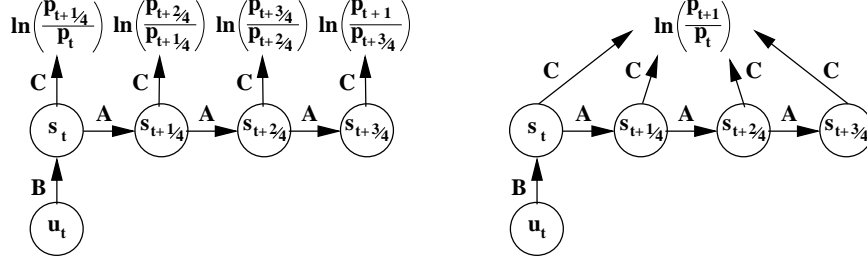 ln(p_{t+1/4}/p_t) ln(p_{t+2/4}/p_{t+1/4}) ln(p_{t+3/4}/p_{t+2/4}) ln(p_{t+1}/p_{t+3/4})
C C C C
s_t A s_{t+1/4} A s_{t+2/4} A s_{t+3/4}
B
u_t
ln(p_{t+1}/p_t)
C C C C
s_t A s_{t+1/4} A s_{t+2/4} A s_{t+3/4}
B
u_t